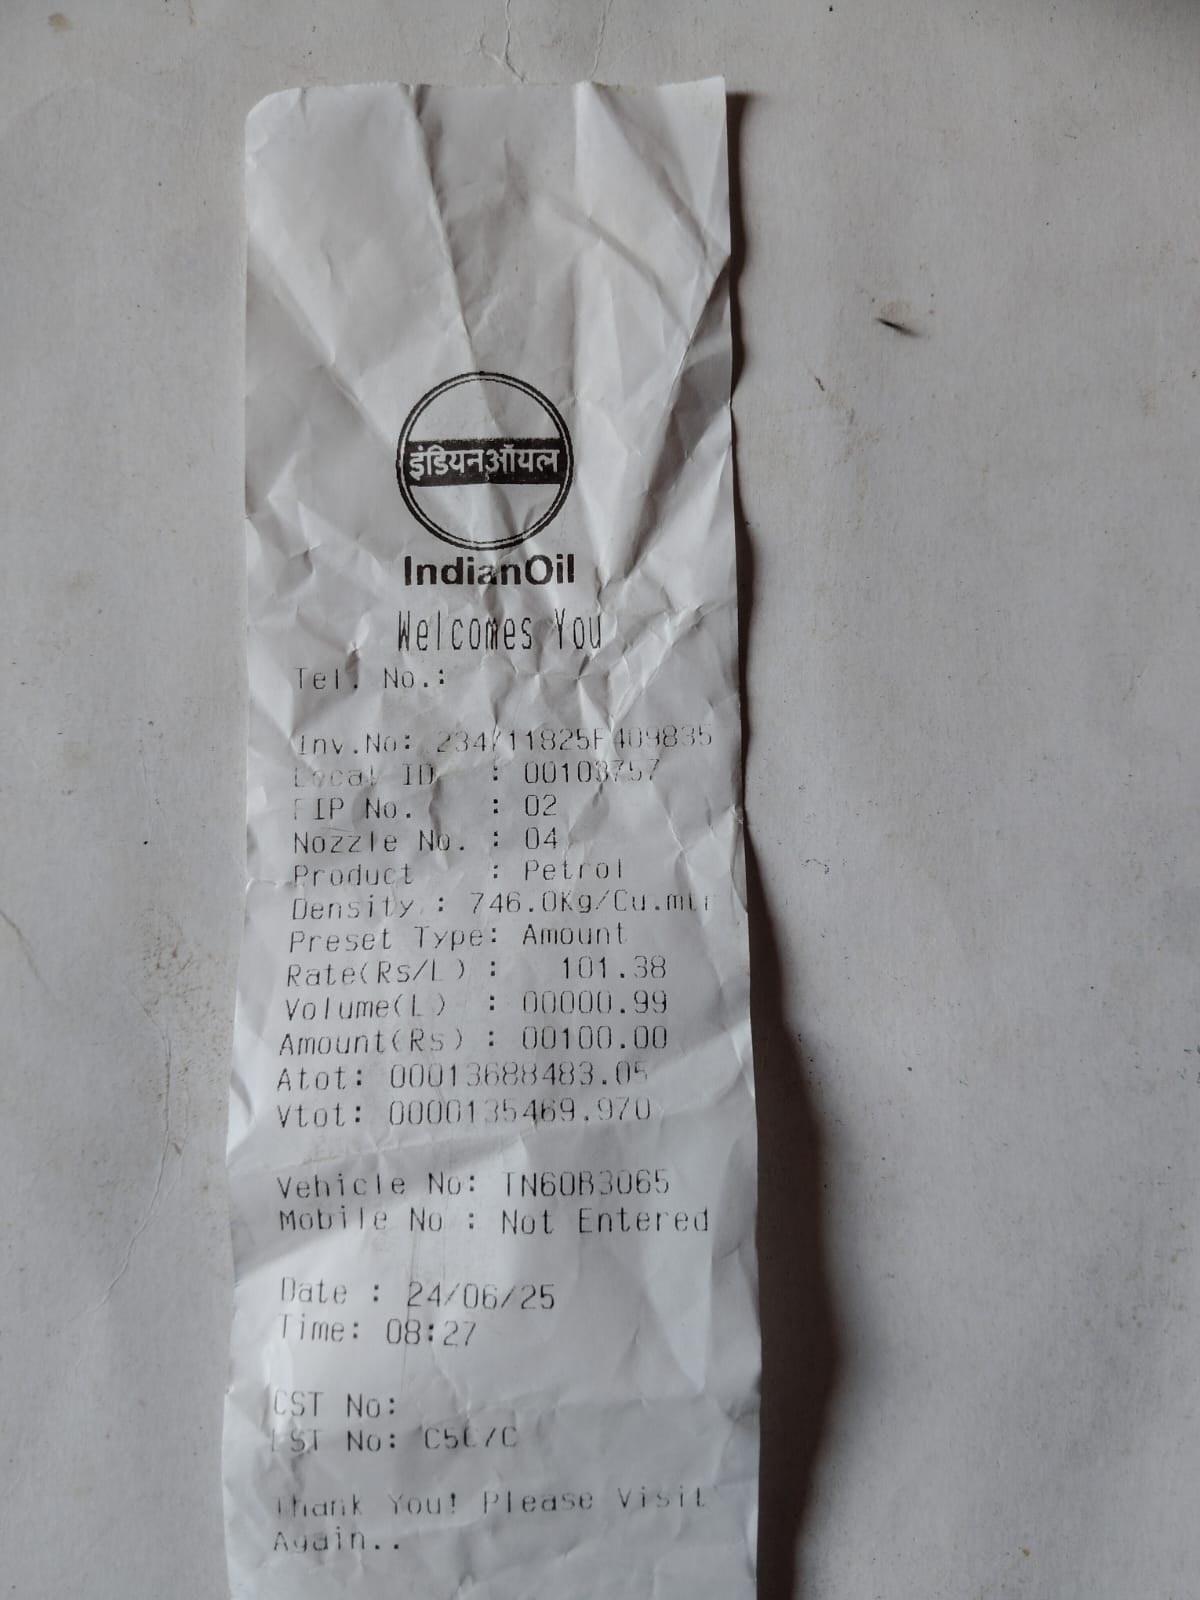 इंडियनऑयल
IndianOil
Welcomes You
Tel. No.:
Inv.No: 234/11825F409835
Local ID : 00103757
FIP No. : 02
Nozzle No. : 04
Product : Petrol
Density : 746.0Kg/Cu.mtr
Preset Type: Amount
Rate(Rs/L) : 101.38
Volume(L) : 00000.99
Amount(Rs) : 00100.00
Atot: 00013688483.05
Vtot: 0000135469.970
Vehicle No: TN60B3065
Mobile No : Not Entered
Date : 24/06/25
Time: 08:27
CST No:
LST No:
Thank You! Please Visit
Again..